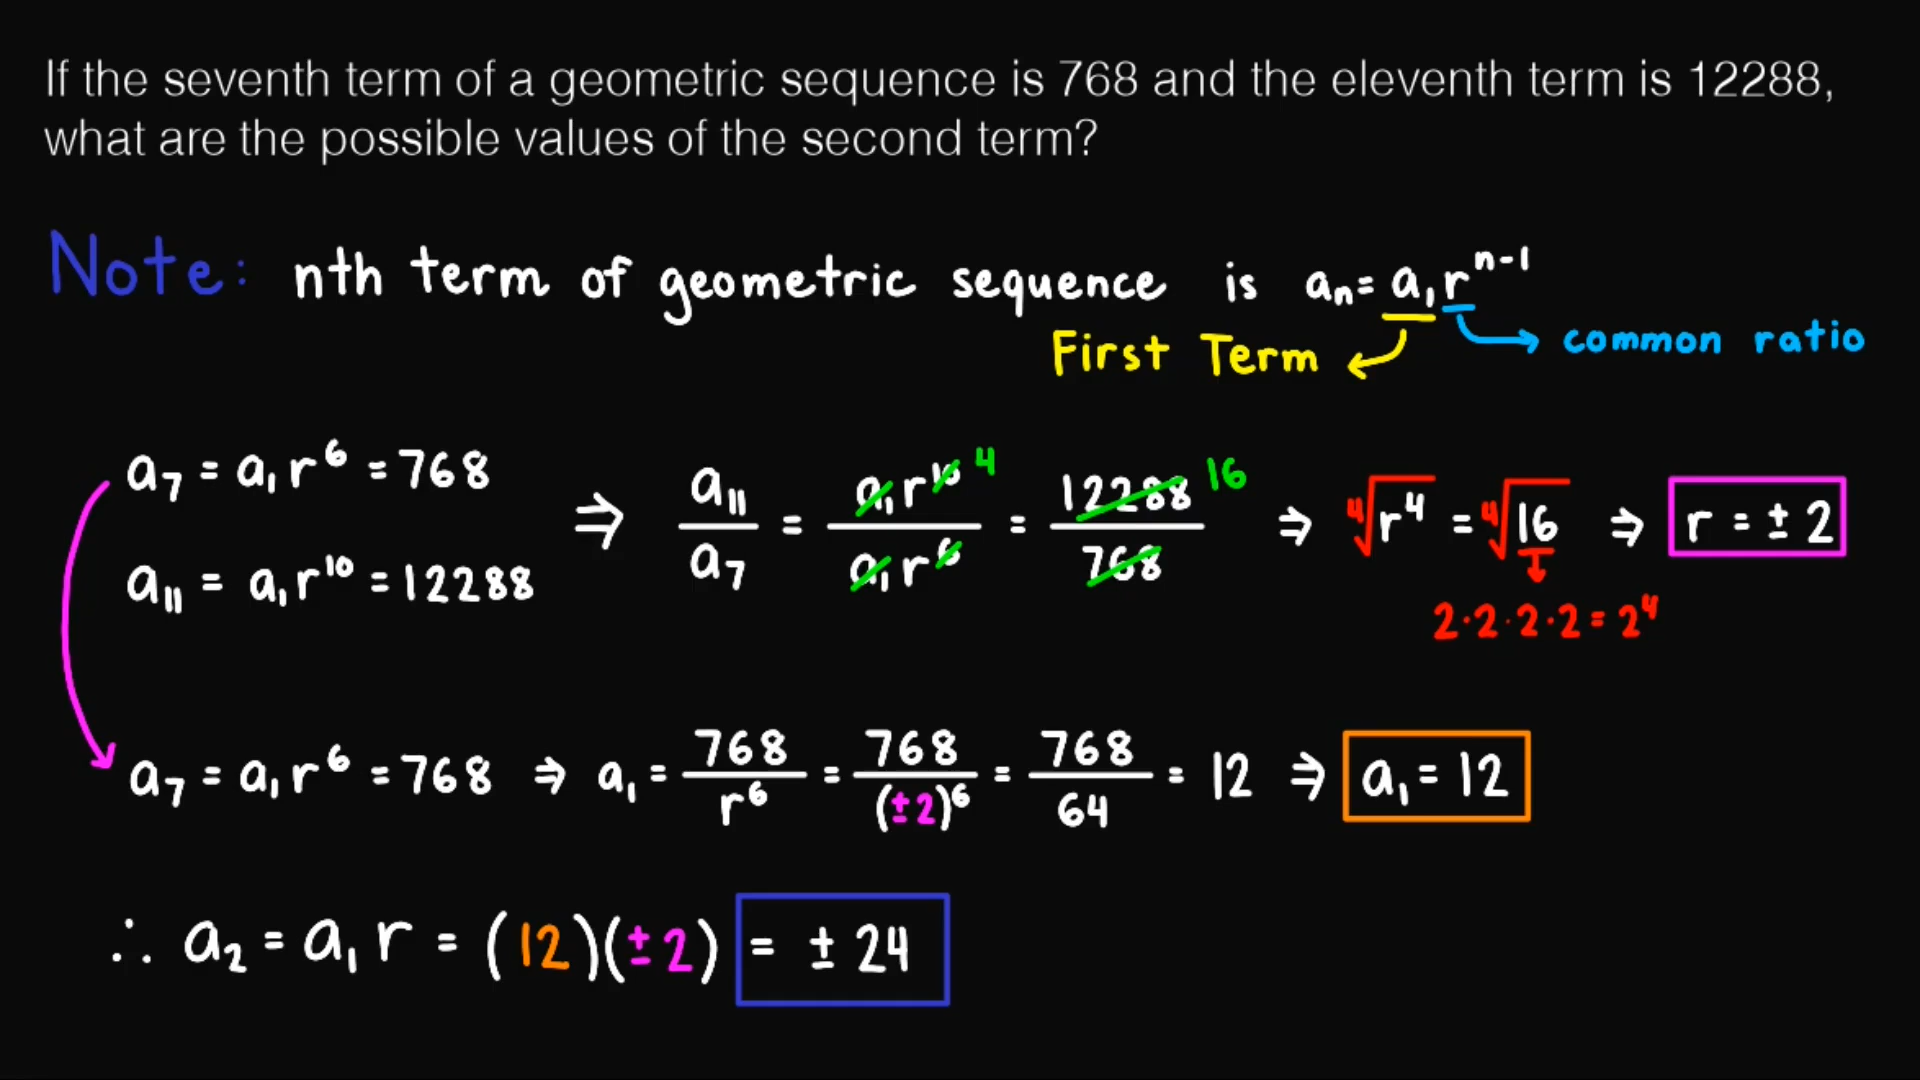 If the seventh term of a geometric sequence is 768 and the eleventh term is 12288,
what are the possible values of the second term?
Note: nth term of geometric sequence is aₙ = a₁rⁿ⁻¹
First Term
common ratio
a₇ = a₁r⁶ = 768
a₁₁ = a₁r¹⁰ = 12288
⇒ a₁₁/a₇ = a₁r¹⁰/a₁r⁶ = 12288/768 ⇒ ⁴√r⁴ = ⁴√16 ⇒ r = ± 2
4
16
2·2·2·2 = 2⁴
a₇ = a₁r⁶ = 768 ⇒ a₁ = 768/r⁶ = 768/(±2)⁶ = 768/64 = 12 ⇒ a₁ = 12
∴ a₂ = a₁r = (12)(±2) = ± 24